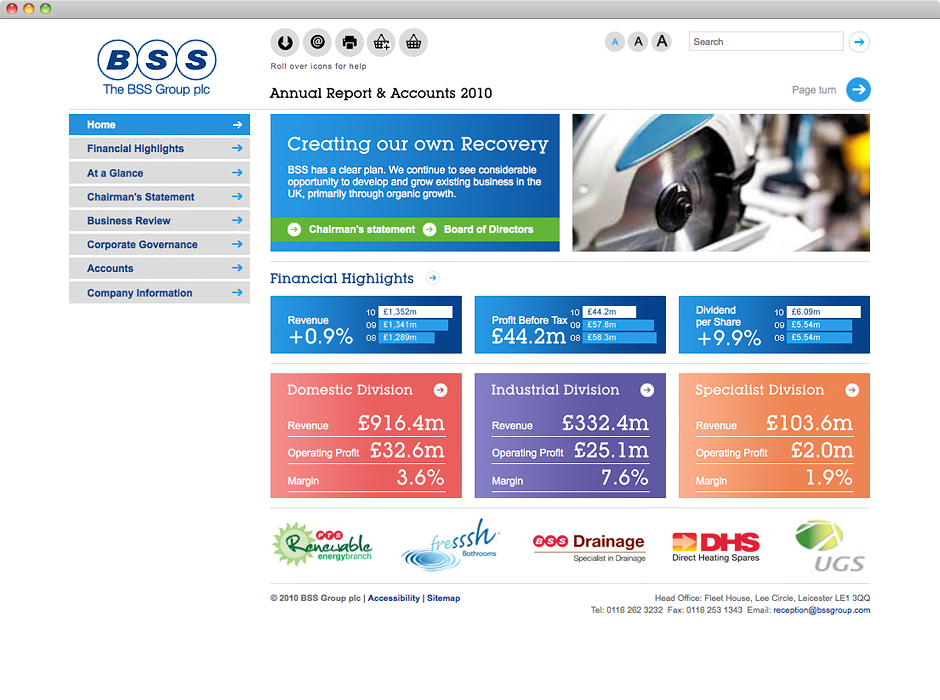 BSS
The BSS Group plc
Roll over icons for help
A A A
Search
Annual Report & Accounts 2010
Page turn
Home
Financial Highlights
At a Glance
Chairman's Statement
Business Review
Corporate Governance
Accounts
Company Information
Creating our own Recovery
BSS has a clear plan. We continue to see considerable
opportunity to develop and grow existing business in the
UK, primarily through organic growth.
Chairman's statement
Board of Directors
Financial Highlights
Revenue
+0.9%
10 £1,352m
09 £1,341m
08 £1,289m
Profit Before Tax
£44.2m
10 £44.2m
09 £57.8m
08 £58.3m
Dividend
per Share
+9.9%
10 £6.09m
09 £5.54m
08 £5.54m
Domestic Division
Revenue £916.4m
Operating Profit £32.6m
Margin 3.6%
Industrial Division
Revenue £332.4m
Operating Profit £25.1m
Margin 7.6%
Specialist Division
Revenue £103.6m
Operating Profit £2.0m
Margin 1.9%
PTS
Renewable
energybranch
fresssh
Bathrooms
BSS Drainage
Specialist in Drainage
DHS
Direct Heating Spares
UGS
© 2010 BSS Group plc | Accessibility | Sitemap
Head Office: Fleet House, Lee Circle, Leicester LE1 3QQ
Tel: 0116 262 3232 Fax: 0116 253 1343 Email: reception@bssgroup.com